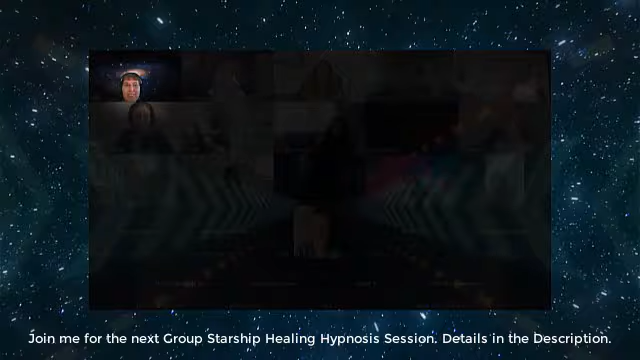 Join me for the next Group Starship Healing Hypnosis Session. Details in the Description.